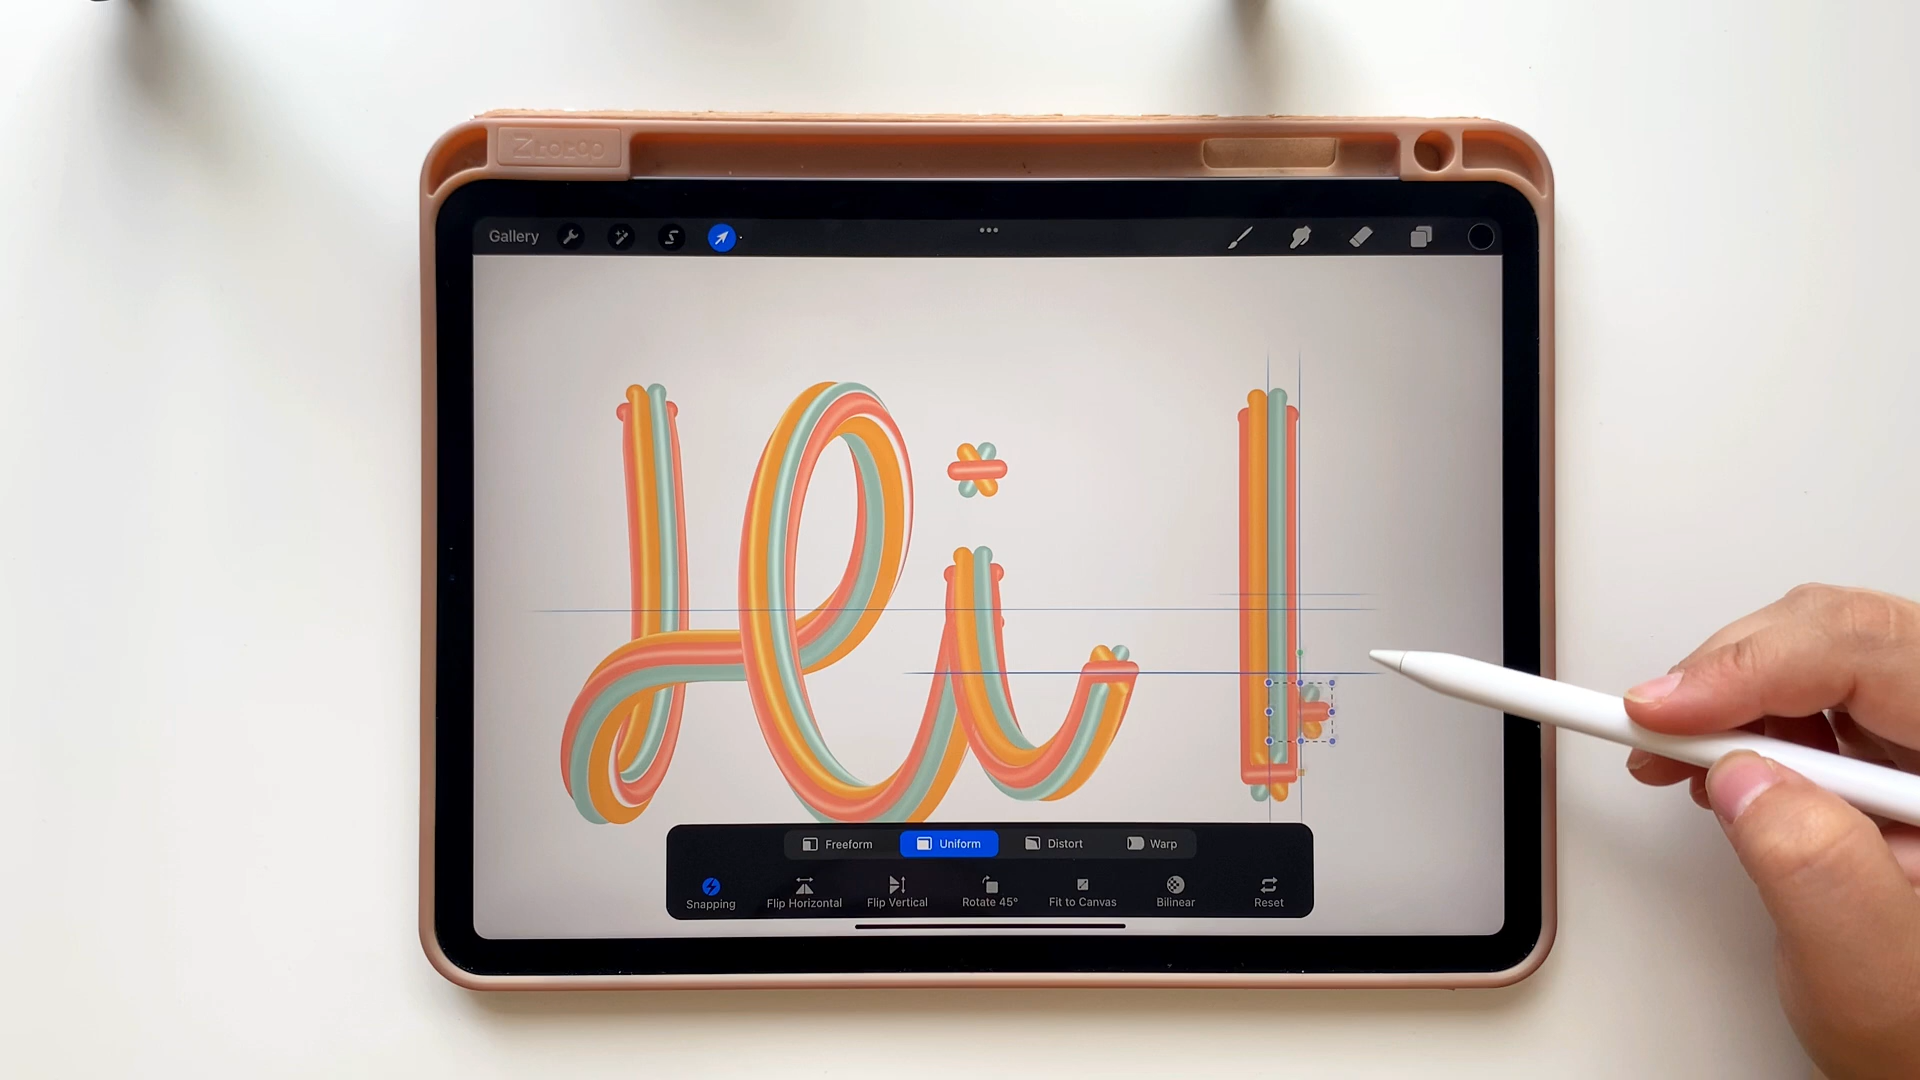 Gallery
Hi !
Freeform Uniform Distort Warp
Snapping Flip Horizontal Flip Vertical Rotate 45° Fit to Canvas Bilinear Reset